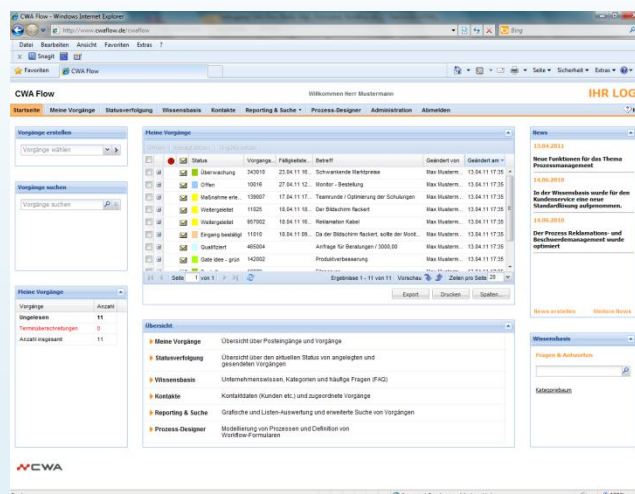 CWA Flow - Windows Internet Explorer
http://www.cwaflow.de/cwaflow
Bing
Datei Bearbeiten Ansicht Favoriten Extras ?
x Snagit
Favoriten CWA Flow
Seite Sicherheit Extras
CWA Flow
Willkommen Herr Mustermann
IHR LOG
Startseite Meine Vorgänge Statusverfolgung Wissensbasis Kontakte Reporting & Suche Prozess-Designer Administration Abmelden
Vorgänge erstellen
Vorgänge wählen
Vorgänge suchen
Vorgänge suchen
Meine Vorgänge
Vorgänge Anzahl
Ungelesen 11
Terminüberschreitungen 0
Anzahl insgesamt 11
Meine Vorgänge
Status Vorgangs... Fälligkeitsda... Betreff Geändert von Geändert am
Überwachung 343019 23.04.11 16... Schwankende Marktpreise Max Musterm... 13.04.11 17:35
Offen 10016 27.04.11 12... Monitor - Bestellung Max Musterm... 13.04.11 17:35
Maßnahme erle... 138007 17.04.11 17... Teamrunde / Optimierung der Schulungen Max Musterm... 13.04.11 17:35
Weitergeleitet 11025 10.04.11 18... Der Bildschirm flackert Max Musterm... 13.04.11 17:35
Weitergeleitet 957002 10.04.11 16... Reklamation Kabel Max Musterm... 13.04.11 17:35
Eingang bestätigt 11010 10.04.11 09... Da der Bildschirm flackert, sollte der Monit... Max Musterm... 13.04.11 17:35
Qualifiziert 465004 Anfrage für Beratungen / 3000,00 Max Musterm... 13.04.11 17:35
Gate Idee - grün 142002 Produktverbesserung Max Musterm... 13.04.11 17:35
Seite 1 von 1 Ergebnisse 1 - 11 von 11 Vorschau Zeilen pro Seite 20
Export Drucken Spalten...
Übersicht
Meine Vorgänge Übersicht über Posteingänge und Vorgänge
Statusverfolgung Übersicht über den aktuellen Status von angelegten und
gesendeten Vorgängen
Wissensbasis Unternehmenswissen, Kategorien und häufige Fragen (FAQ)
Kontakte Kontaktdaten (Kunden etc.) und zugeordnete Vorgänge
Reporting & Suche Grafische und Listen-Auswertung und erweiterte Suche von Vorgängen
Prozess-Designer Modellierung von Prozessen und Definition von
Workflow-Formularen
News
13.04.2011
Neue Funktionen für das Thema
Prozessmanagement
14.06.2010
In der Wissensbasis wurde für den
Kundenservice eine neue
Standardlösung aufgenommen.
14.06.2010
Der Prozess Reklamations- und
Beschwerdemanagement wurde
optimiert
News erstellen Weitere News
Wissensbasis
Fragen & Antworten
Kategoriebaum
CWA